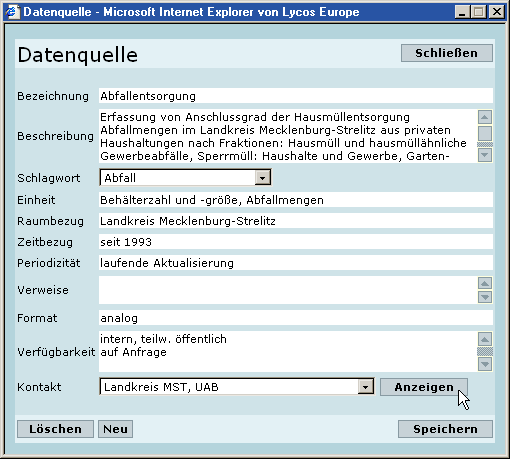 Datenquelle - Microsoft Internet Explorer von Lycos Europe
Datenquelle
Schließen
Bezeichnung Abfallentsorgung
Beschreibung
Erfassung von Anschlussgrad der Hausmüllentsorgung
Abfallmengen im Landkreis Mecklenburg-Strelitz aus privaten
Haushaltungen nach Fraktionen: Hausmüll und hausmüllähnliche
Gewerbeabfälle, Sperrmüll: Haushalte und Gewerbe, Garten-
Schlagwort Abfall
Einheit Behälterzahl und -größe, Abfallmengen
Raumbezug Landkreis Mecklenburg-Strelitz
Zeitbezug seit 1993
Periodizität laufende Aktualisierung
Verweise
Format analog
Verfügbarkeit
intern, teilw. öffentlich
auf Anfrage
Kontakt Landkreis MST, UAB Anzeigen
Löschen Neu Speichern